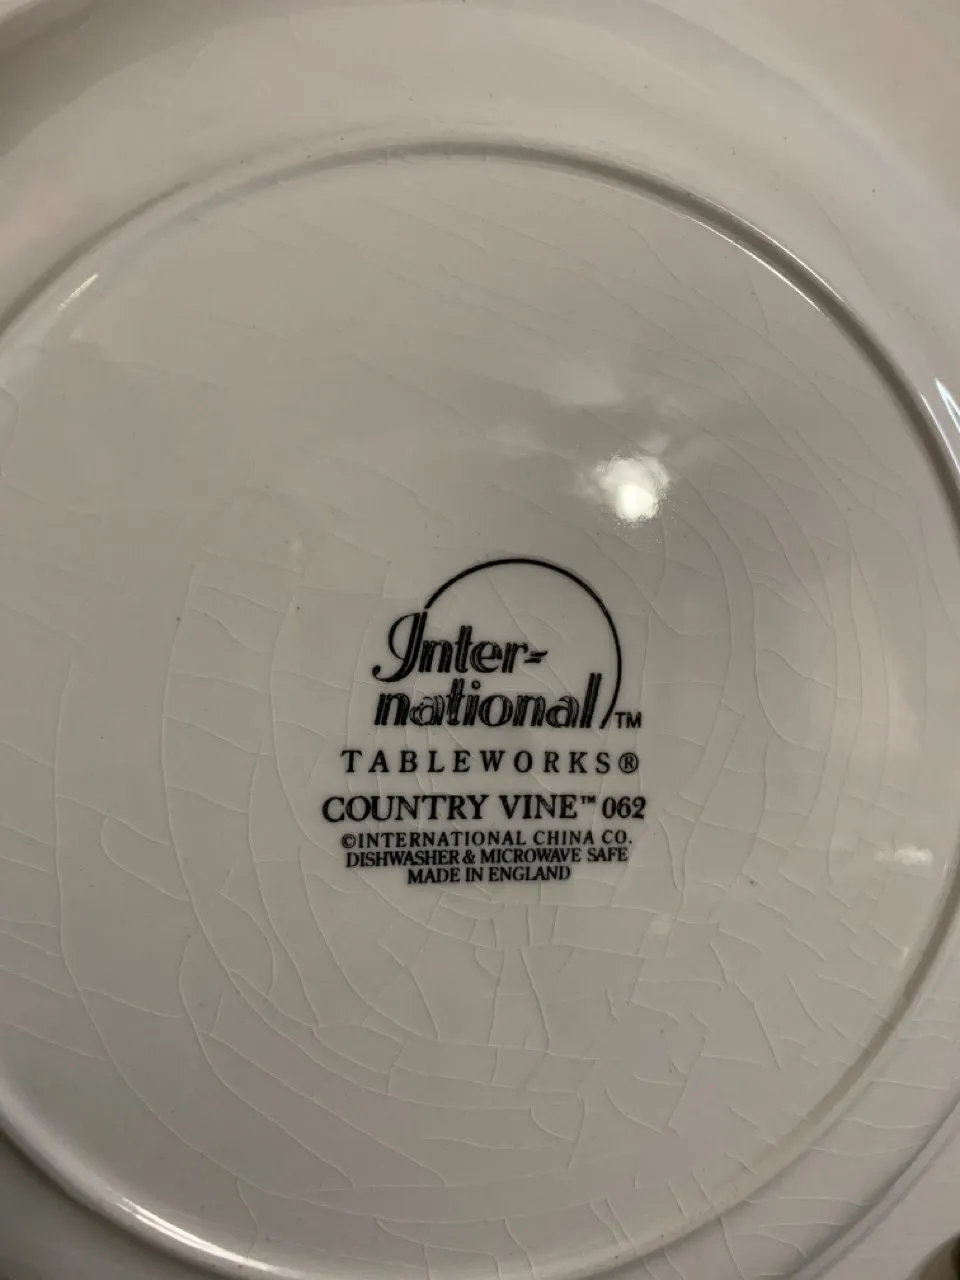 Inter-
national™
TABLEWORKS®
COUNTRY VINE™ 062
©INTERNATIONAL CHINA CO.
DISHWASHER & MICROWAVE SAFE
MADE IN ENGLAND